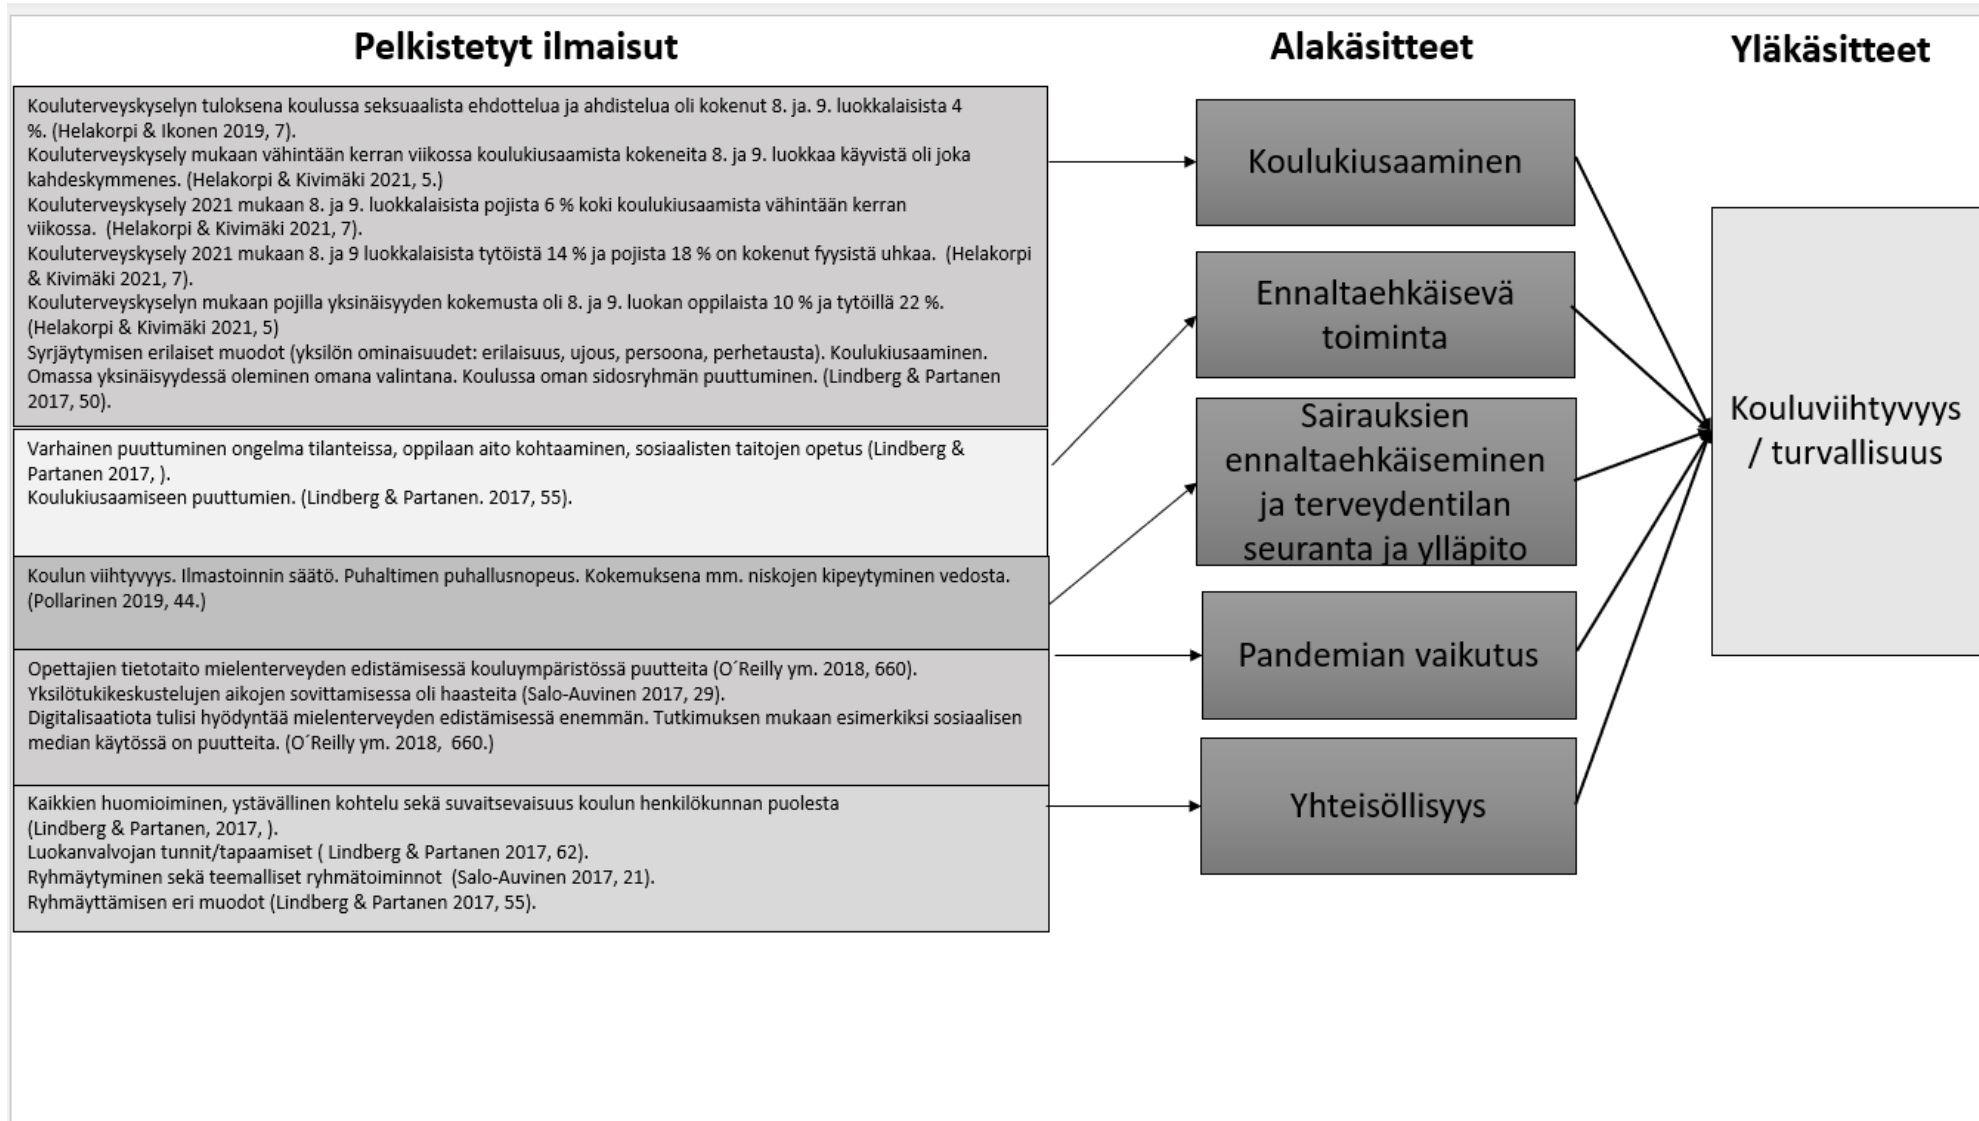 Pelkistetyt ilmaisut
Alakäsitteet
Yläkäsitteet
Kouluterveyskyselyn tuloksena koulussa seksuaalista ehdottelua ja ahdistelua oli kokenut 8. ja. 9. luokkalaisista 4
%. (Helakorpi & Ikonen 2019, 7).
Kouluterveyskysely mukaan vähintään kerran viikossa koulukiusaamista kokeneita 8. ja 9. luokkaa käyvistä oli joka
kahdeskymmenes. (Helakorpi & Kivimäki 2021, 5.)
Kouluterveyskysely 2021 mukaan 8. ja 9. luokkalaisista pojista 6 % koki koulukiusaamista vähintään kerran
viikossa. (Helakorpi & Kivimäki 2021, 7).
Kouluterveyskysely 2021 mukaan 8. ja 9 luokkalaisista tytöistä 14 % ja pojista 18 % on kokenut fyysistä uhkaa. (Helakorpi
& Kivimäki 2021, 7).
Kouluterveyskyselyn mukaan pojilla yksinäisyyden kokemusta oli 8. ja 9. luokan oppilaista 10 % ja tytöillä 22 %.
(Helakorpi & Kivimäki 2021, 5)
Syrjäytymisen erilaiset muodot (yksilön ominaisuudet: erilaisuus, ujous, persoona, perhetausta). Koulukiusaaminen.
Omassa yksinäisyydessä oleminen omana valintana. Koulussa oman sidosryhmän puuttuminen. (Lindberg & Partanen
2017, 50).
Varhainen puuttuminen ongelma tilanteissa, oppilaan aito kohtaaminen, sosiaalisten taitojen opetus (Lindberg &
Partanen 2017, ).
Koulukiusaamiseen puuttumien. (Lindberg & Partanen. 2017, 55).
Koulun viihtyvyys. Ilmastoinnin säätö. Puhaltimen puhallusnopeus. Kokemuksena mm. niskojen kipeytyminen vedosta.
(Pollarinen 2019, 44.)
Opettajien tietotaito mielenterveyden edistämisessä kouluympäristössä puutteita (O´Reilly ym. 2018, 660).
Yksilötukikeskustelujen aikojen sovittamisessa oli haasteita (Salo-Auvinen 2017, 29).
Digitalisaatiota tulisi hyödyntää mielenterveyden edistämisessä enemmän. Tutkimuksen mukaan esimerkiksi sosiaalisen
median käytössä on puutteita. (O´Reilly ym. 2018, 660.)
Kaikkien huomioiminen, ystävällinen kohtelu sekä suvaitsevaisuus koulun henkilökunnan puolesta
(Lindberg & Partanen, 2017, ).
Luokanvalvojan tunnit/tapaamiset ( Lindberg & Partanen 2017, 62).
Ryhmäytyminen sekä teemalliset ryhmätoiminnot (Salo-Auvinen 2017, 21).
Ryhmäyttämisen eri muodot (Lindberg & Partanen 2017, 55).
Koulukiusaaminen
Ennaltaehkäisevä
toiminta
Sairauksien
ennaltaehkäiseminen
ja terveydentilan
seuranta ja ylläpito
Pandemian vaikutus
Yhteisöllisyys
Kouluviihtyvyys
/ turvallisuus